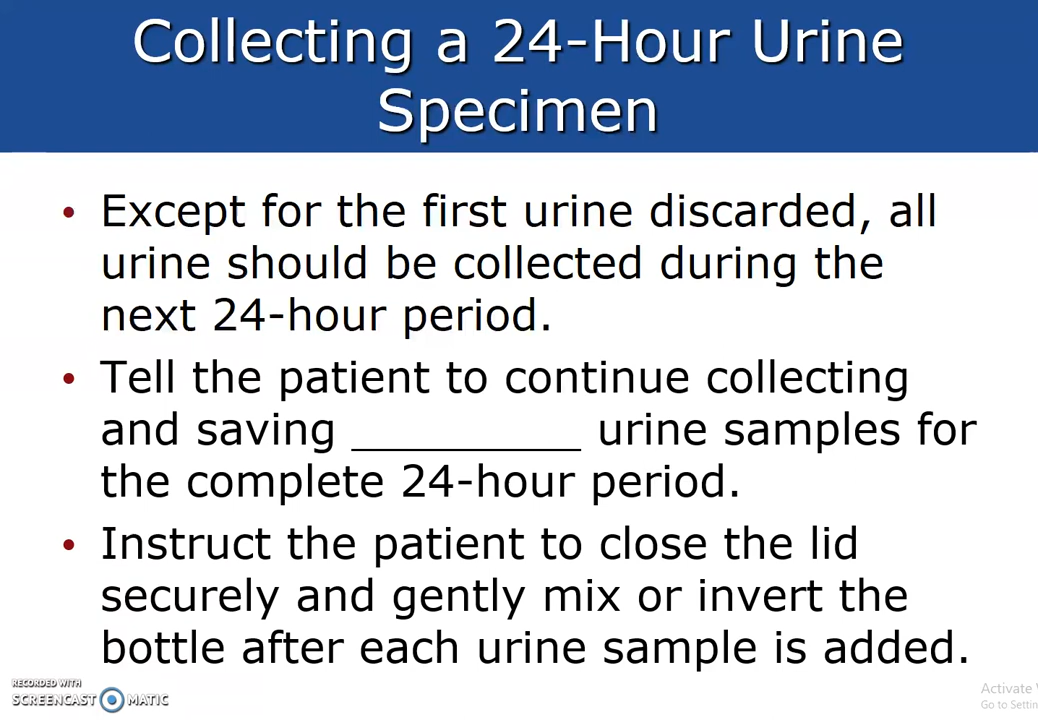 Collecting a 24-Hour Urine
Specimen
• Except for the first urine discarded, all
urine should be collected during the
next 24-hour period.
• Tell the patient to continue collecting
and saving __________ urine samples for
the complete 24-hour period.
• Instruct the patient to close the lid
securely and gently mix or invert the
bottle after each urine sample is added.
RECORDED WITH
SCREENCAST MATIC
Activate
Go to